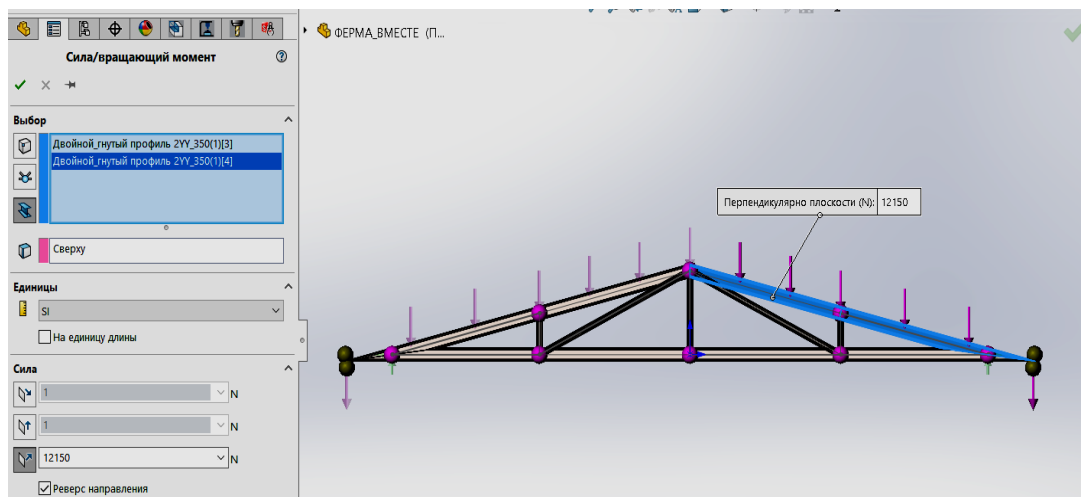 ФЕРМА_ВМЕСТЕ (П...
Сила/вращающий момент
Выбор
Двойной_гнутый профиль 2YY_350(1)[3]
Двойной_гнутый профиль 2YY_350(1)[4]
Сверху
Единицы
SI
На единицу длины
Сила
1 N
1 N
12150 N
Реверс направления
Перпендикулярно плоскости (N): 12150